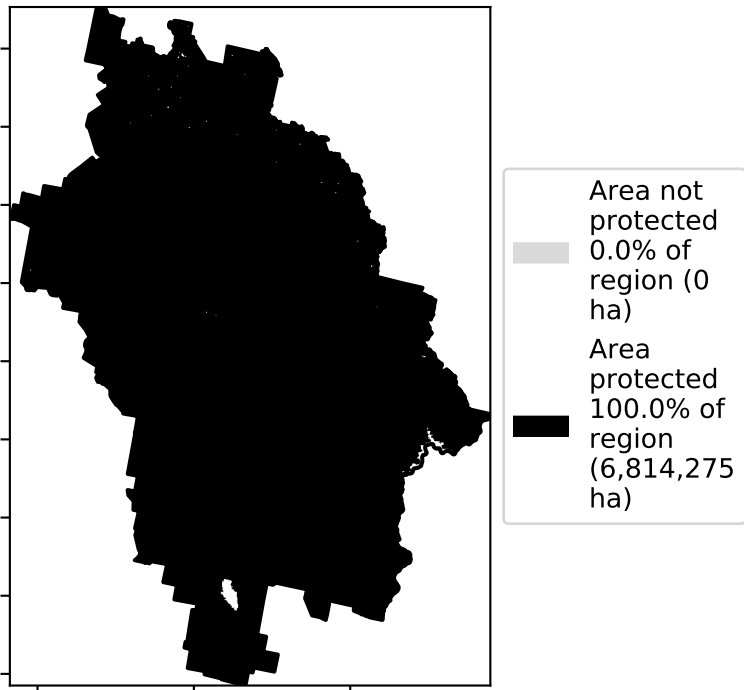 Area not
protected
0.0% of
region (0
ha)
Area
protected
100.0% of
region
(6,814,275
ha)